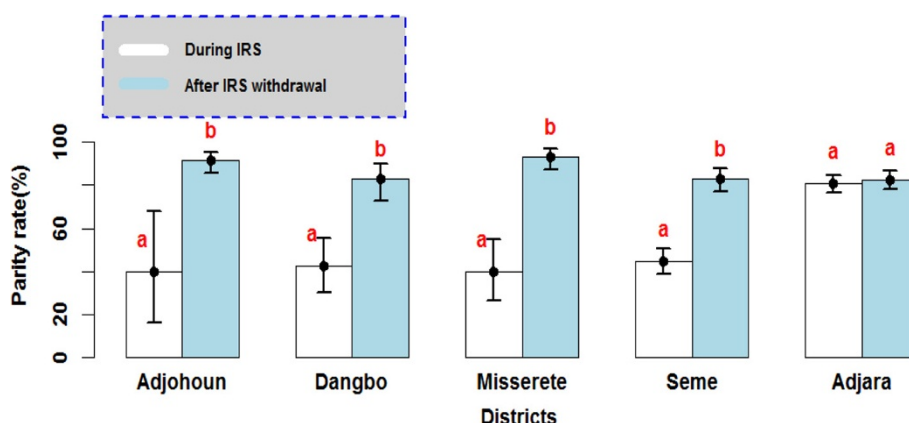 During IRS
After IRS withdrawal
Parity rate(%)
100
60
20
0
a b
a b
a b
a b
a a
Adjohoun Dangbo Misserete Seme Adjara
Districts